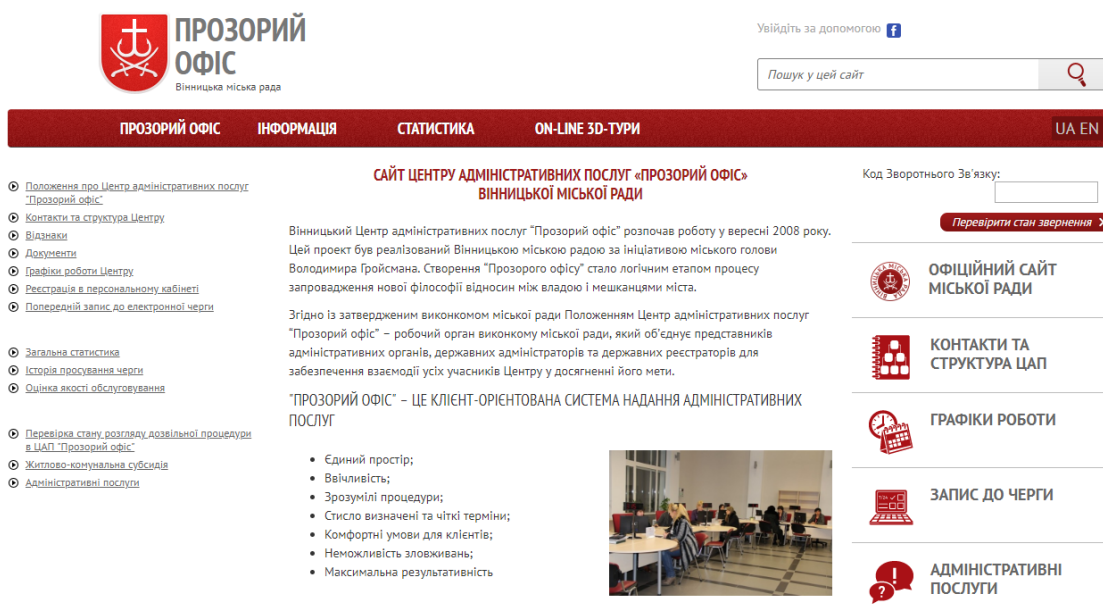 ПРОЗОРИЙ
ОФІС
Вінницька міська рада
Увійдіть за допомогою
Пошук у цей сайт
ПРОЗОРИЙ ОФІС ІНФОРМАЦІЯ СТАТИСТИКА ON-LINE 3D-ТУРИ UA EN
Положення про Центр адміністративних послуг
"Прозорий офіс"
Контакти та структура Центру
Відзнаки
Документи
Графіки роботи Центру
Реєстрація в персональному кабінеті
Попередній запис до електронної черги
Загальна статистика
Історія просування черги
Оцінка якості обслуговування
Перевірка стану розгляду дозвільної процедури
в ЦАП "Прозорий офіс"
Житлово-комунальна субсидія
Адміністративні послуги
САЙТ ЦЕНТРУ АДМІНІСТРАТИВНИХ ПОСЛУГ «ПРОЗОРИЙ ОФІС»
ВІННИЦЬКОЇ МІСЬКОЇ РАДИ
Вінницький Центр адміністративних послуг “Прозорий офіс” розпочав роботу у вересні 2008 року.
Цей проект був реалізований Вінницькою міською радою за ініціативою міського голови
Володимира Гройсмана. Створення “Прозорого офісу” стало логічним етапом процесу
запровадження нової філософії відносин між владою і мешканцями міста.
Згідно із затвердженим виконкомом міської ради Положенням Центр адміністративних послуг
“Прозорий офіс” – робочий орган виконкому міської ради, який об’єднує представників
адміністративних органів, державних адміністраторів та державних реєстраторів для
забезпечення взаємодії усіх учасників Центру у досягненні його мети.
"ПРОЗОРИЙ ОФІС" – ЦЕ КЛІЄНТ-ОРІЄНТОВАНА СИСТЕМА НАДАННЯ АДМІНІСТРАТИВНИХ
ПОСЛУГ
Єдиний простір;
Ввічливість;
Зрозумілі процедури;
Стисло визначені та чіткі терміни;
Комфортні умови для клієнтів;
Неможливість зловживань;
Максимальна результативність
Код Зворотнього Зв'язку:
Перевірити стан звернення
ОФІЦІЙНИЙ САЙТ
МІСЬКОЇ РАДИ
КОНТАКТИ ТА
СТРУКТУРА ЦАП
ГРАФІКИ РОБОТИ
ЗАПИС ДО ЧЕРГИ
АДМІНІСТРАТИВНІ
ПОСЛУГИ